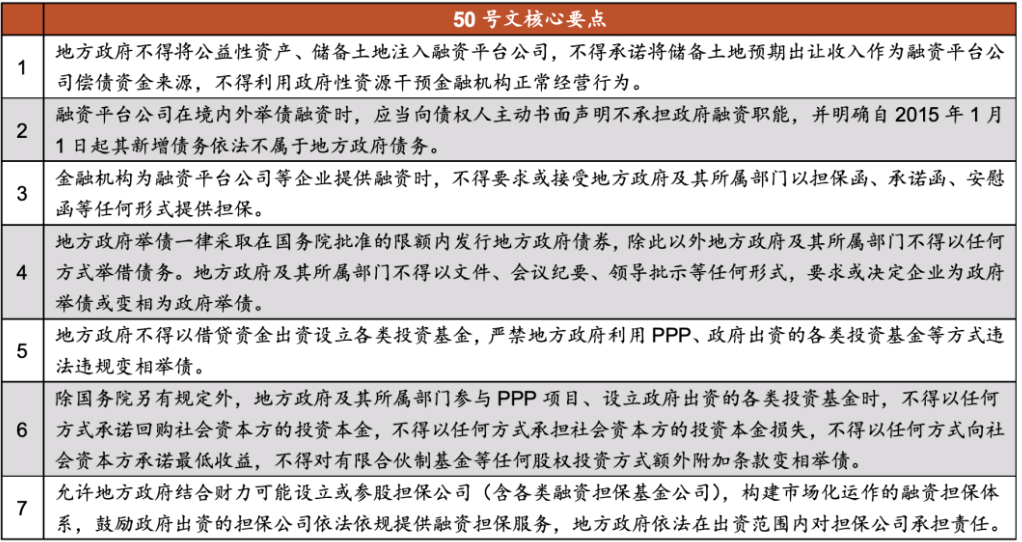 50 号文核心要点
1
地方政府不得将公益性资产、储备土地注入融资平台公司，不得承诺将储备土地预期出让收入作为融资平台公
司偿债资金来源，不得利用政府性资源干预金融机构正常经营行为。
2
融资平台公司在境内外举债融资时，应当向债权人主动书面声明不承担政府融资职能，并明确自 2015 年 1 月
1 日起其新增债务依法不属于地方政府债务。
3
金融机构为融资平台公司等企业提供融资时，不得要求或接受地方政府及其所属部门以担保函、承诺函、安慰
函等任何形式提供担保。
4
地方政府举债一律采取在国务院批准的限额内发行地方政府债券，除此以外地方政府及其所属部门不得以任何
方式举借债务。地方政府及其所属部门不得以文件、会议纪要、领导批示等任何形式，要求或决定企业为政府
举债或变相为政府举债。
5
地方政府不得以借贷资金出资设立各类投资基金，严禁地方政府利用 PPP、政府出资的各类投资基金等方式违
法违规变相举债。
6
除国务院另有规定外，地方政府及其所属部门参与 PPP 项目、设立政府出资的各类投资基金时，不得以任何
方式承诺回购社会资本方的投资本金，不得以任何方式承担社会资本方的投资本金损失，不得以任何方式向社
会资本方承诺最低收益，不得对有限合伙制基金等任何股权投资方式额外附加条款变相举债。
7
允许地方政府结合财力可能设立或参股担保公司（含各类融资担保基金公司），构建市场化运作的融资担保体
系，鼓励政府出资的担保公司依法依规提供融资担保服务，地方政府依法在出资范围内对担保公司承担责任。